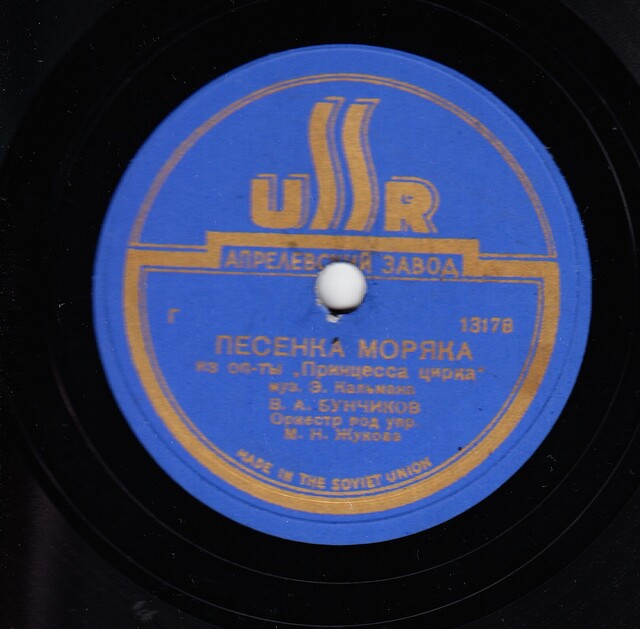 USSR
АПРЕЛЕВСКИЙ ЗАВОД
Г 13178
ПЕСЕНКА МОРЯКА
из оп-ты „Принцесса цирка“
муз. Э. Кальмана
В. А. БУНЧИКОВ
Оркестр под упр.
М. Н. Жукова
MADE IN THE SOVIET UNION